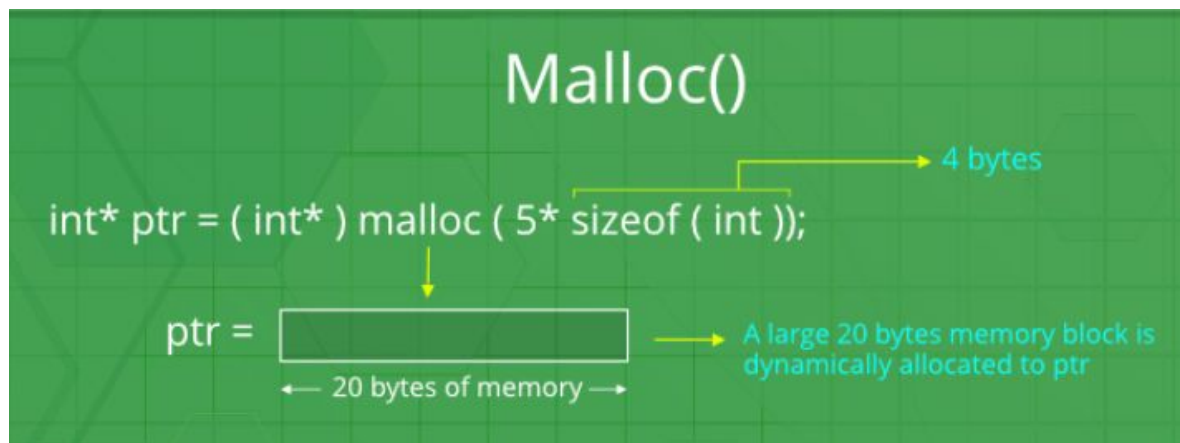 Malloc()
4 bytes
int* ptr = ( int* ) malloc ( 5* sizeof ( int ));
ptr =
A large 20 bytes memory block is
dynamically allocated to ptr
20 bytes of memory